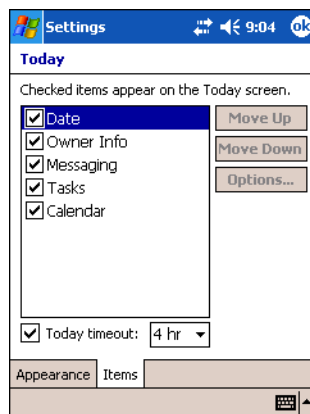 Settings 9:04 ok
Today
Checked items appear on the Today screen.
Date
Owner Info
Messaging
Tasks
Calendar
Move Up
Move Down
Options...
Today timeout: 4 hr
Appearance Items